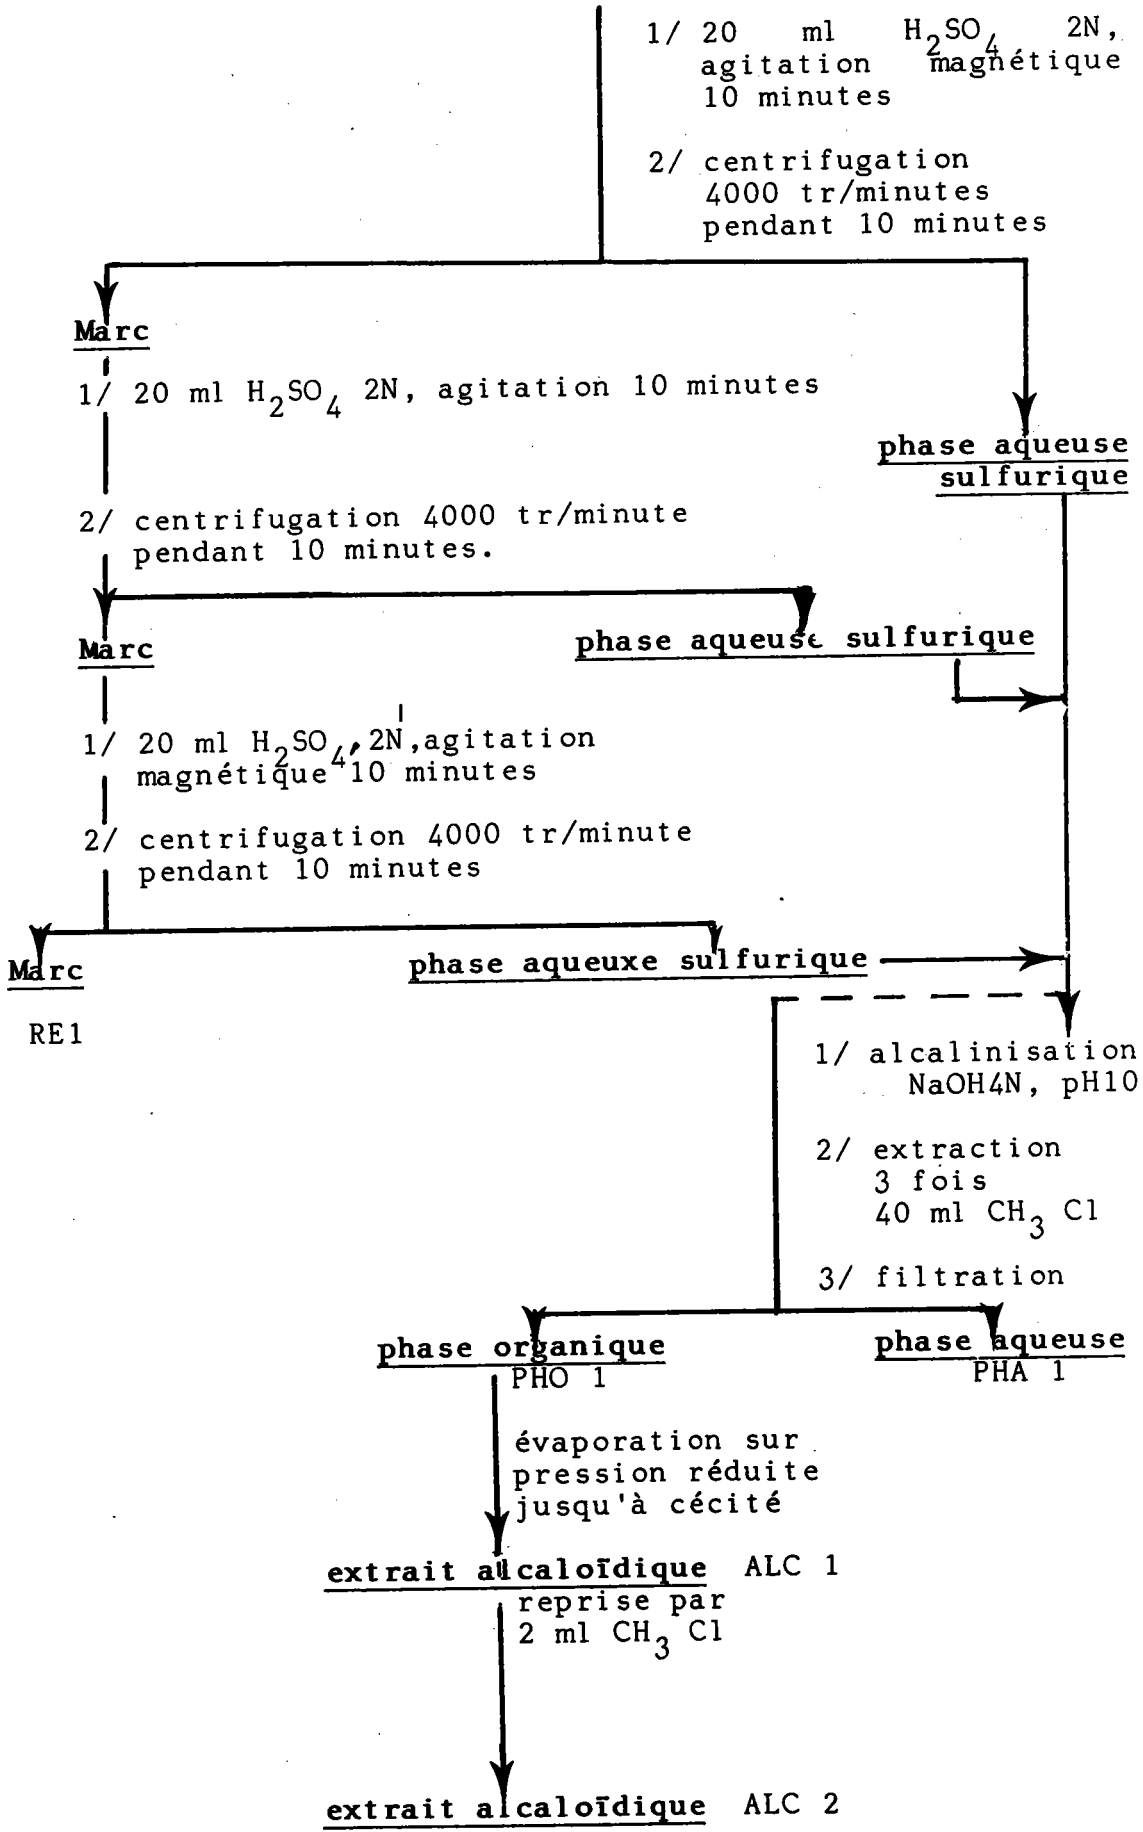 1/ 20 ml H2SO4 2N,
agitation magnétique
10 minutes
2/ centrifugation
4000 tr/minutes
pendant 10 minutes
Marc
1/ 20 ml H2SO4 2N, agitation 10 minutes
phase aqueuse
sulfurique
2/ centrifugation 4000 tr/minute
pendant 10 minutes.
Marc
phase aqueuse sulfurique
1/ 20 ml H2SO4, 2N,agitation
magnétique 10 minutes
2/ centrifugation 4000 tr/minute
pendant 10 minutes
Marc
phase aqueuxe sulfurique
RE1
1/ alcalinisation
NaOH4N, pH10
2/ extraction
3 fois
40 ml CH3 Cl
3/ filtration
phase organique
PHO 1
phase aqueuse
PHA 1
évaporation sur
pression réduite
jusqu'à cécité
extrait alcaloïdique ALC 1
reprise par
2 ml CH3 Cl
extrait alcaloïdique ALC 2